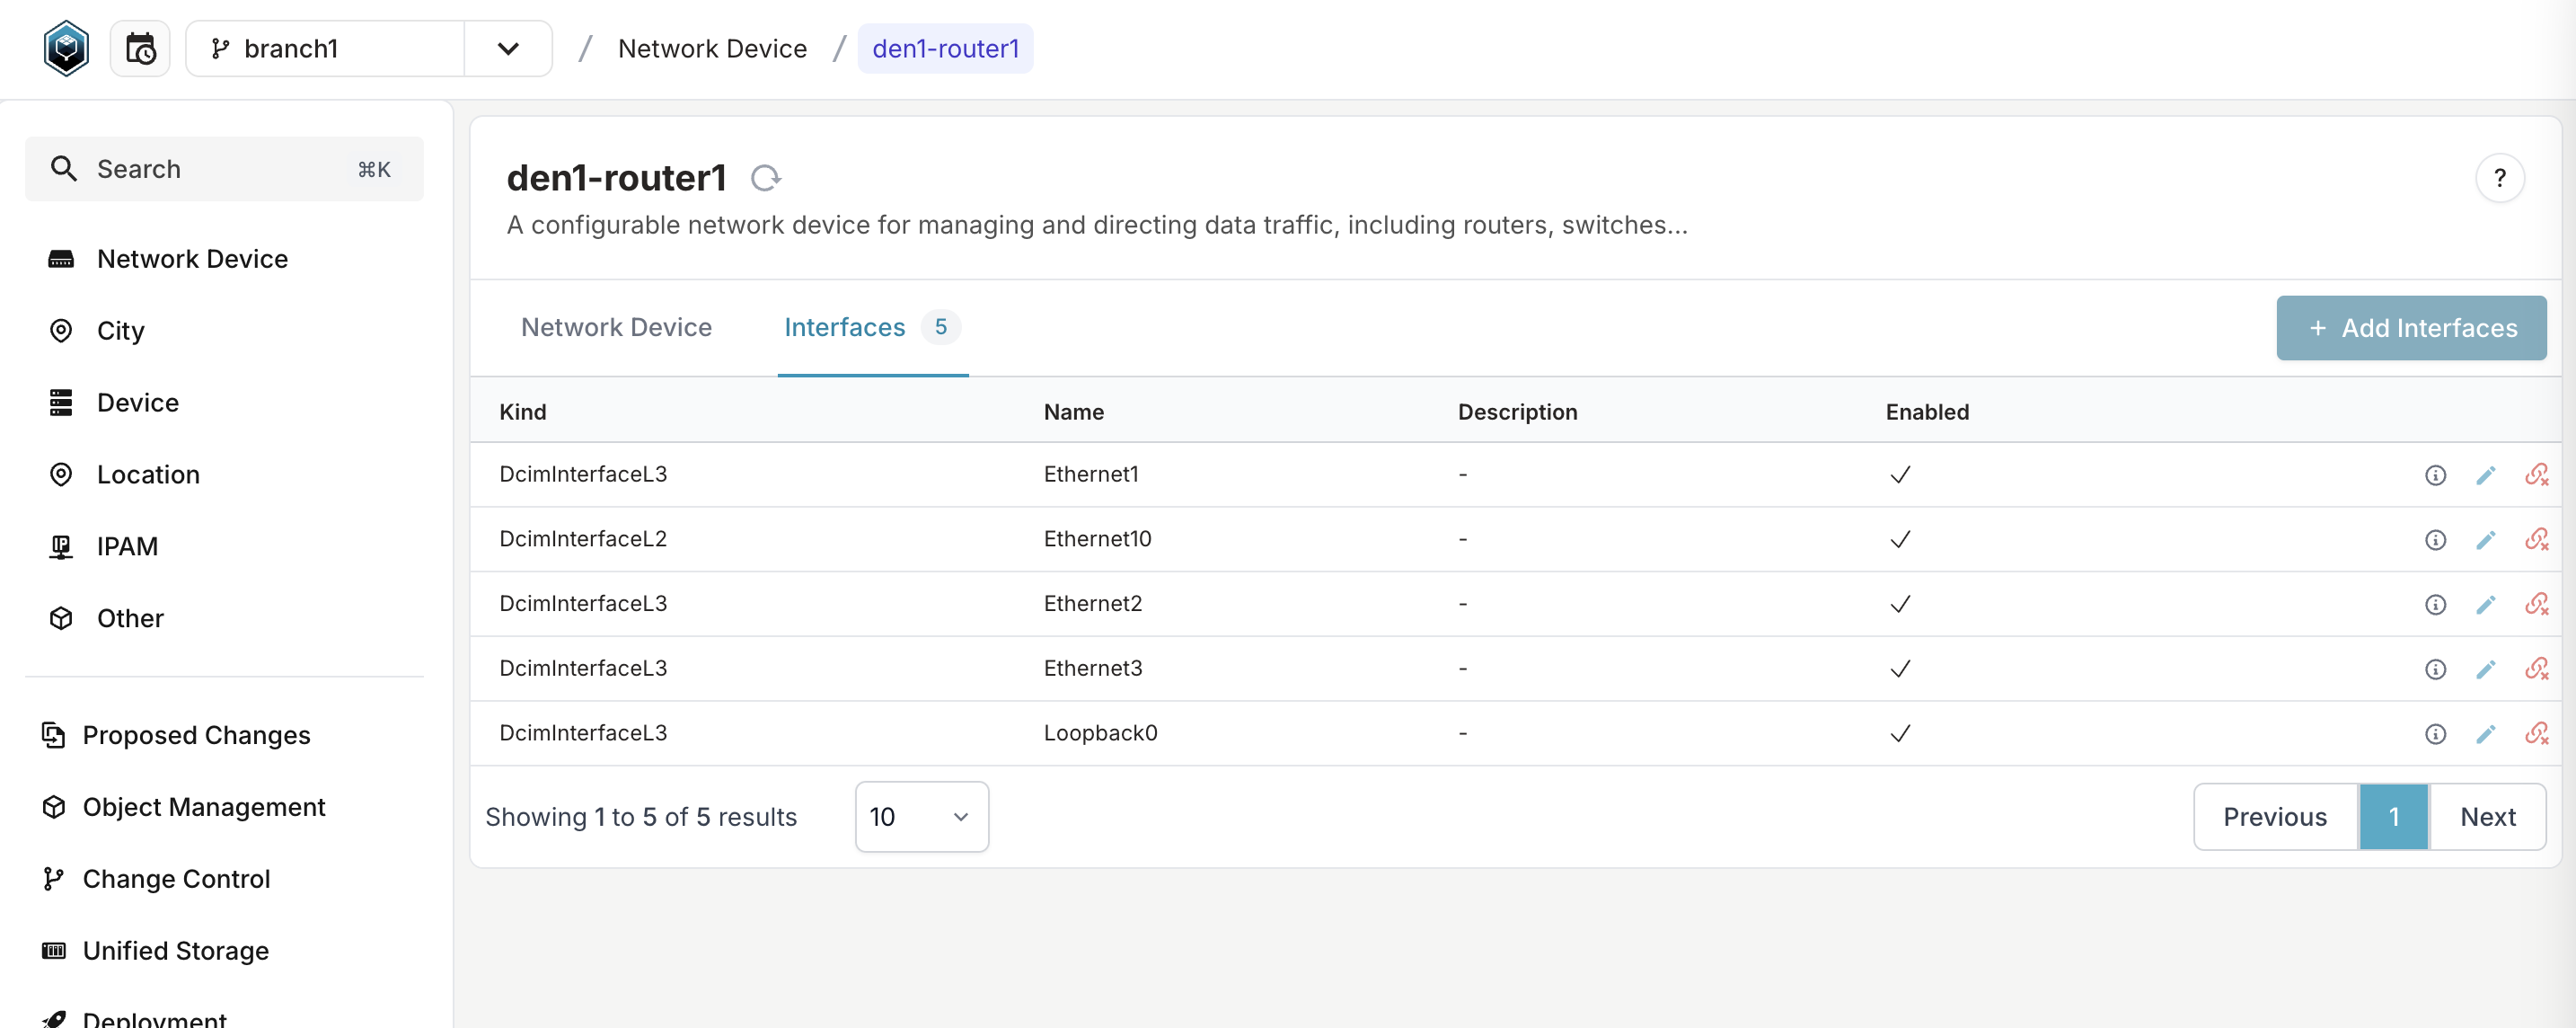 branch1 / Network Device / den1-router1
Search ⌘K
Network Device
City
Device
Location
IPAM
Other
Proposed Changes
Object Management
Change Control
Unified Storage
Deployment
den1-router1
?
A configurable network device for managing and directing data traffic, including routers, switches...
Network Device Interfaces 5 + Add Interfaces
Kind Name Description Enabled
DcimInterfaceL3 Ethernet1 - ✓
DcimInterfaceL2 Ethernet10 - ✓
DcimInterfaceL3 Ethernet2 - ✓
DcimInterfaceL3 Ethernet3 - ✓
DcimInterfaceL3 Loopback0 - ✓
Showing 1 to 5 of 5 results 10 Previous 1 Next